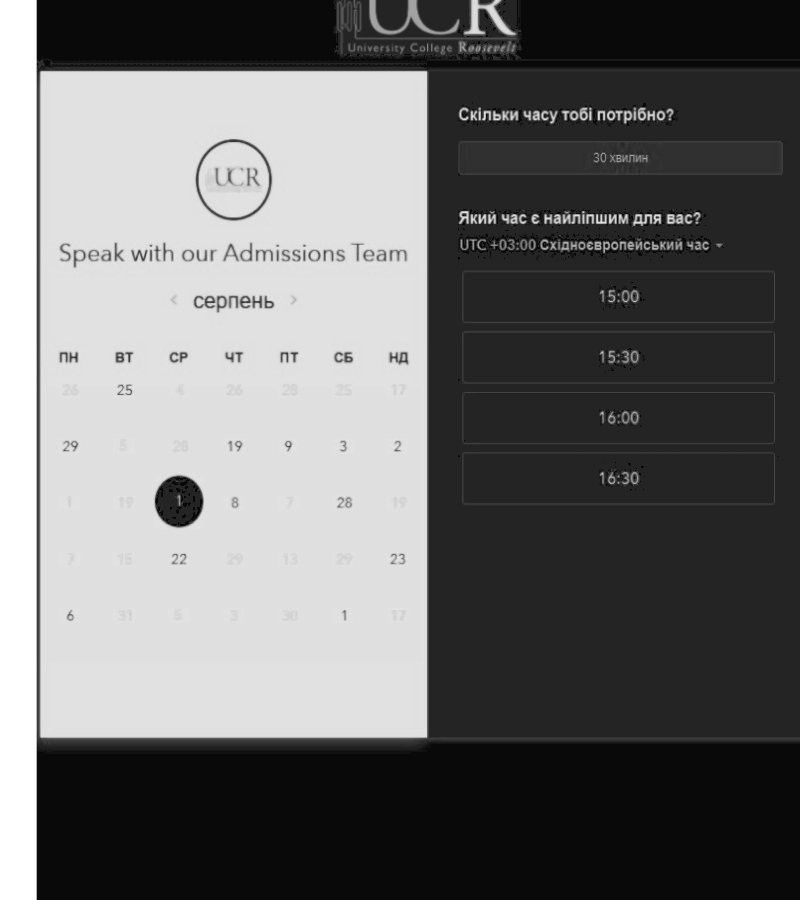 UCR
University College Roosevelt
UCR
Speak with our Admissions Team
< серпень >
ПН ВТ СР ЧТ ПТ СБ НД
26 25 4 26 28 25 17
29 5 28 19 9 3 2
1 19 1 8 7 28 19
7 15 22 29 13 29 23
6 31 5 3 30 1 17
Скільки часу тобі потрібно?
30 хвилин
Який час є найліпшим для вас?
UTC +03:00 Східноєвропейський час
15:00
15:30
16:00
16:30